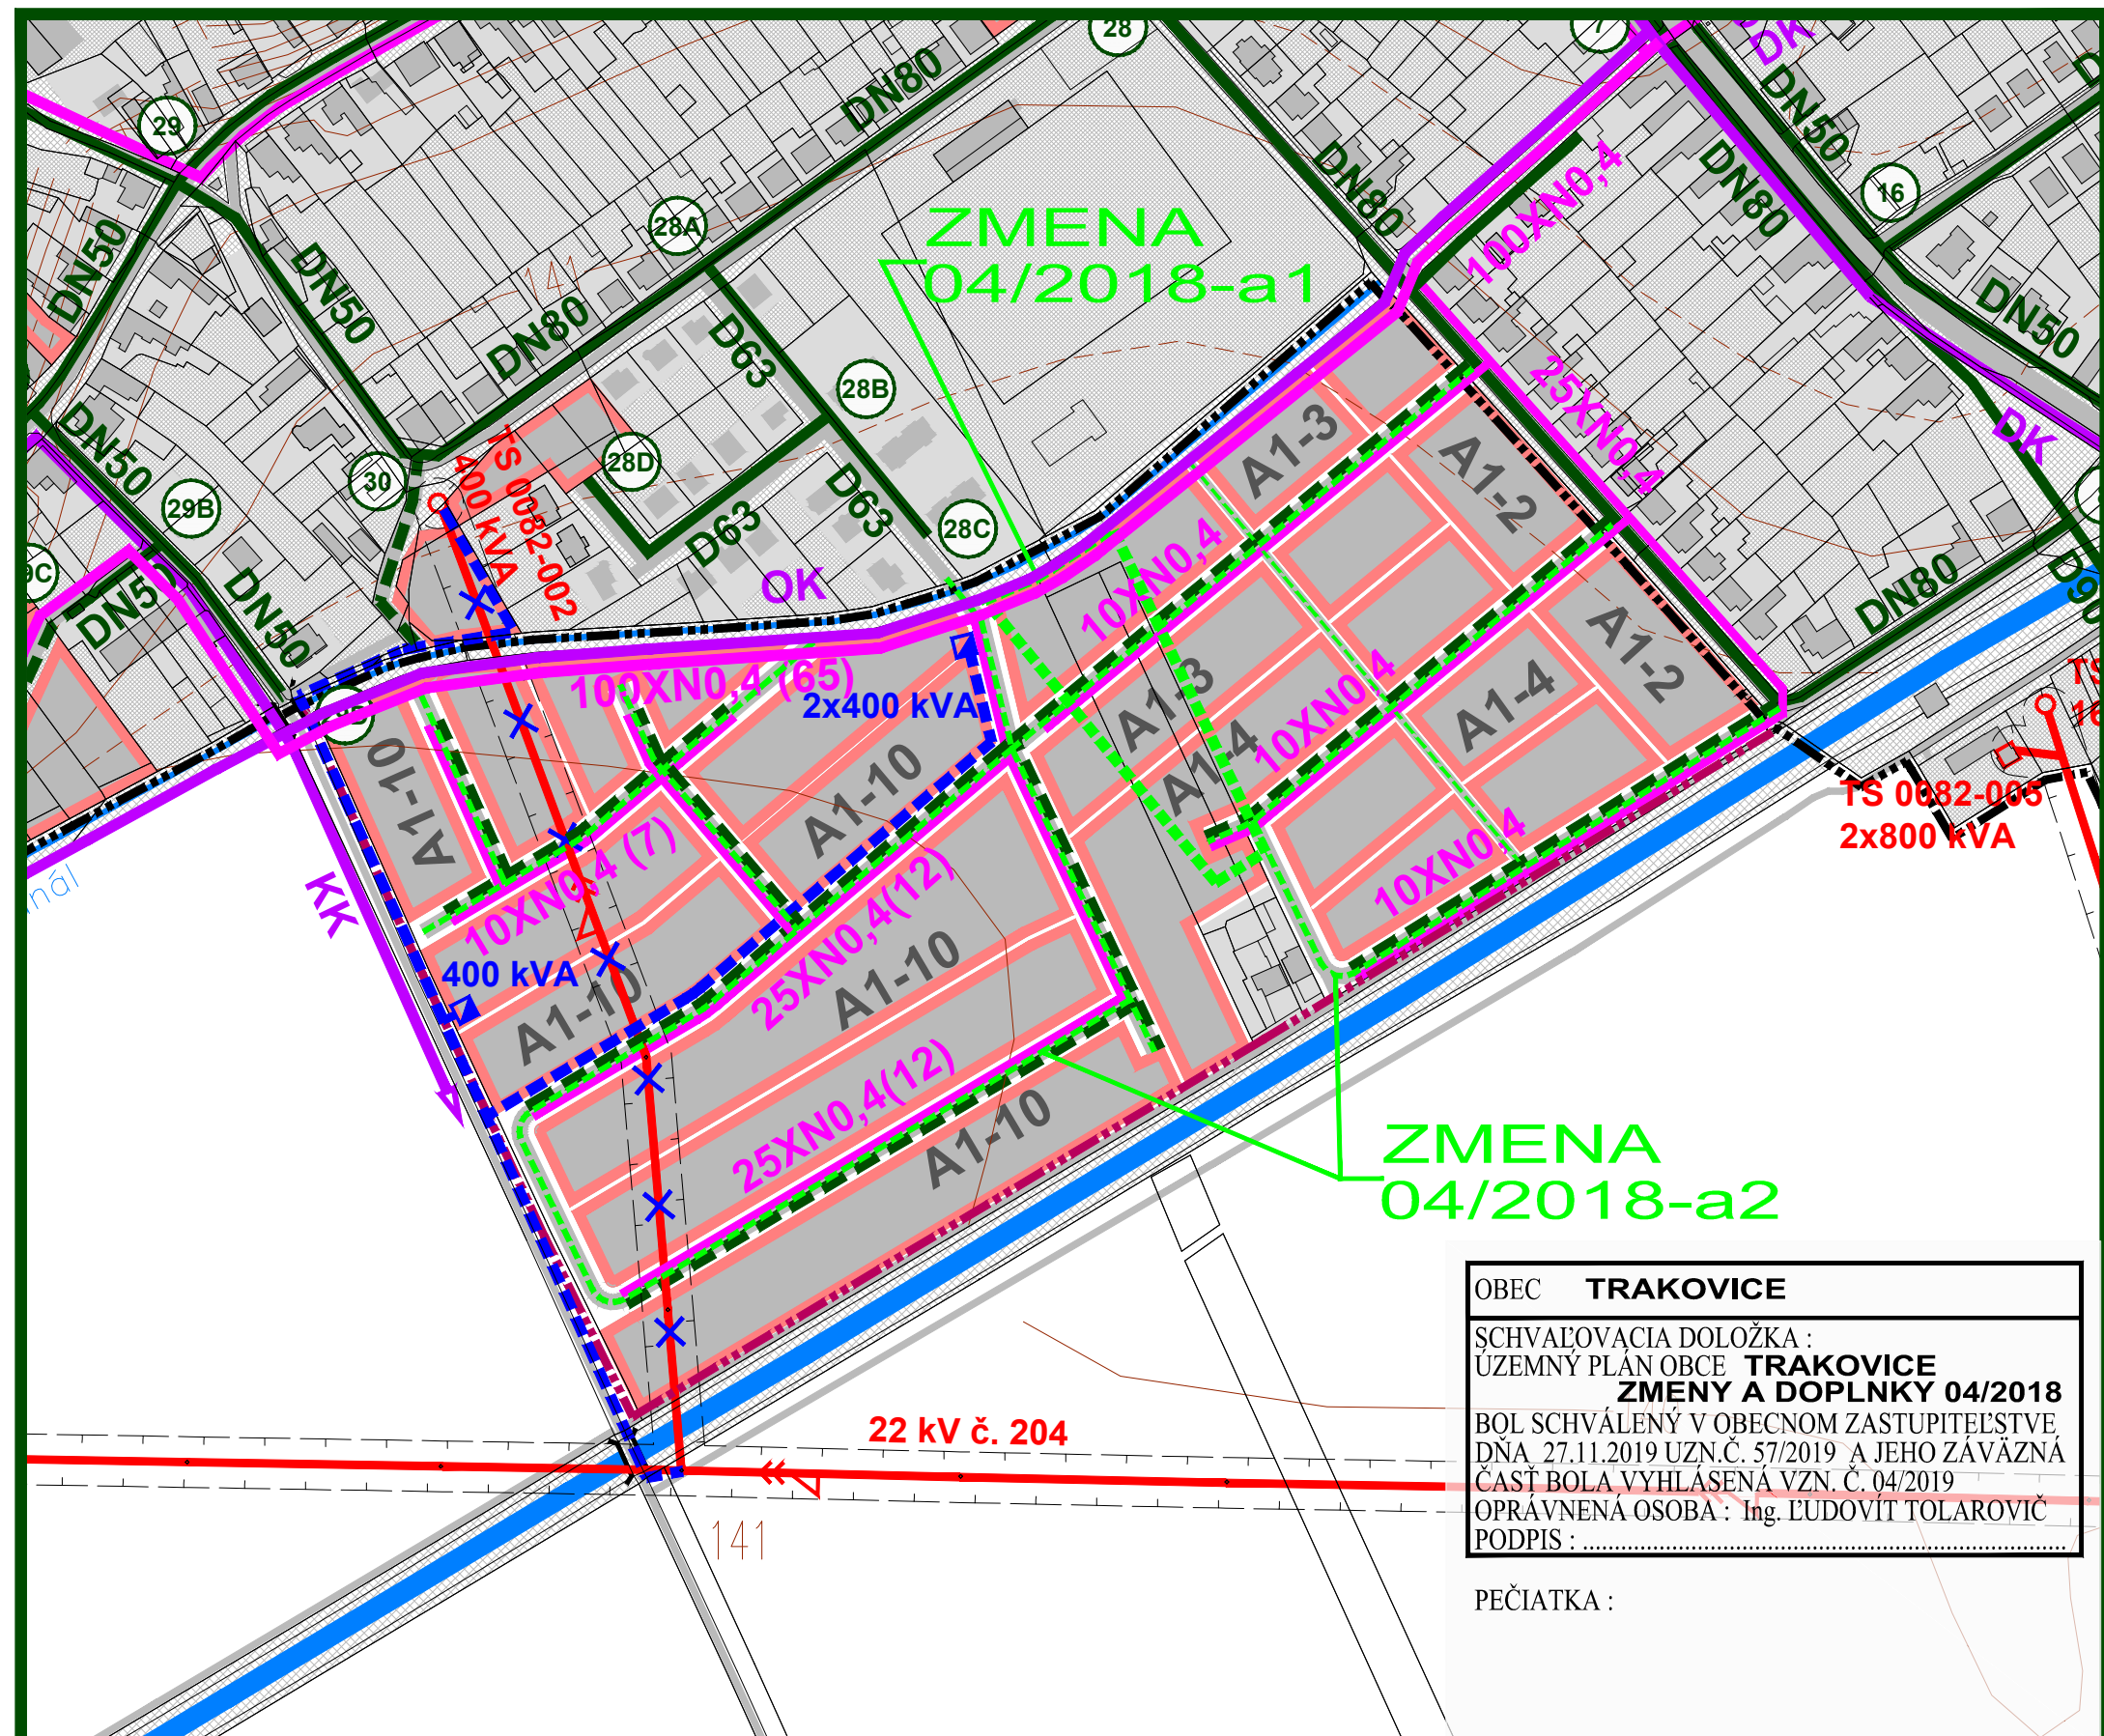 28
7
DK
DN80
DN50
29
16
100XN0,4
DN80
DN80
28A
ZMENA
04/2018-a1
DN50
DN50
141
DN80
D63
DN50
28B
25XN0,4
DK
A1-3
A1-2
DN50
TS 0082-002
400 kVA
28D
30
29B
D63
D63
28C
10XN0,4
DN80
D90
DN50
DN50
OK
A1-2
100XN0,4 (65)
2x400 kVA
A1-3
10XN0,4
A1-4
A1-10
A1-10
A1-4
TS 0082-005
2x800 kVA
10XN0,4 (7)
25XN0,4(12)
10XN0,4
KK
400 kVA
A1-10
A1-10
25XN0,4(12)
A1-10
ZMENA
04/2018-a2
OBEC TRAKOVICE
SCHVAĽOVACIA DOLOŽKA :
ÚZEMNÝ PLÁN OBCE TRAKOVICE
ZMENY A DOPLNKY 04/2018
BOL SCHVÁLENÝ V OBECNOM ZASTUPITEĽSTVE
DŇA 27.11.2019 UZN.Č. 57/2019 A JEHO ZÁVÄZNÁ
ČASŤ BOLA VYHLÁSENÁ VZN. Č. 04/2019
OPRÁVNENÁ OSOBA : Ing. ĽUDOVÍT TOLAROVIČ
PODPIS : ............................................................................
PEČIATKA :
22 kV č. 204
141